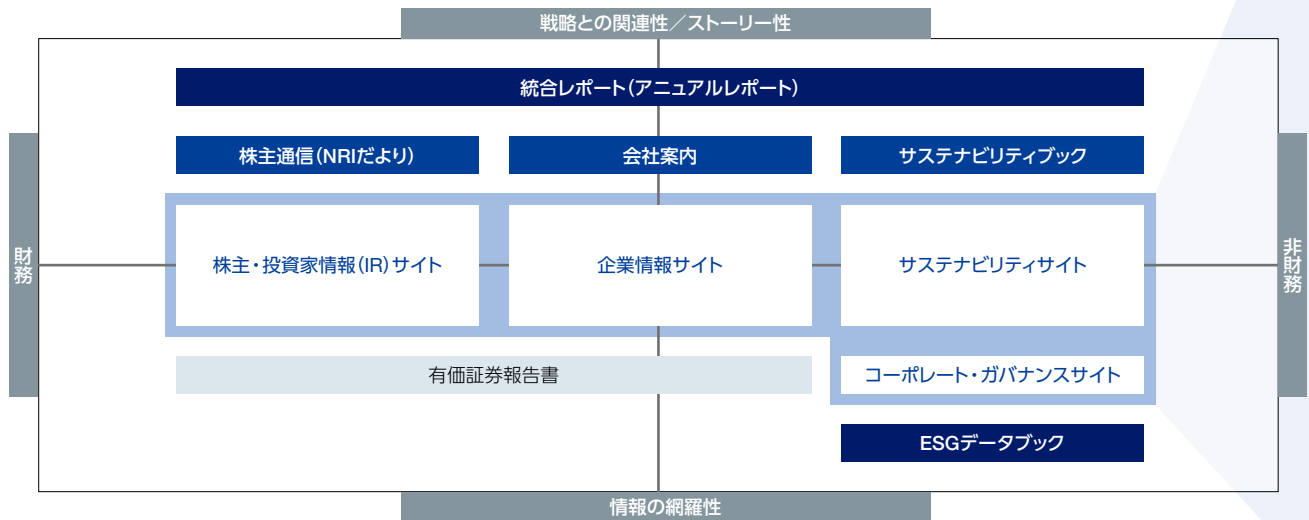 戦略との関連性／ストーリー性
統合レポート（アニュアルレポート）
株主通信（NRIだより）
会社案内
サステナビリティブック
財務
株主・投資家情報（IR）サイト
企業情報サイト
サステナビリティサイト
非財務
有価証券報告書
コーポレート・ガバナンスサイト
ESGデータブック
情報の網羅性